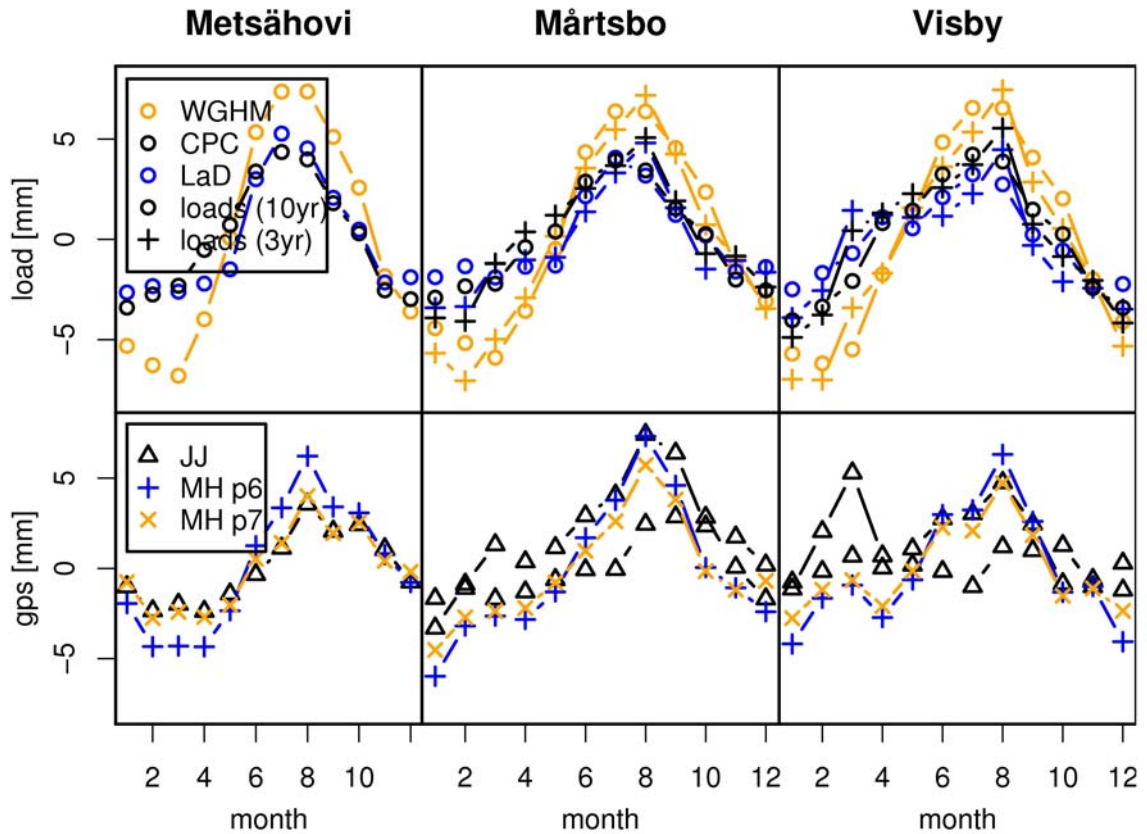 Metsähovi Mårtsbo Visby
load [mm]
5
0
−5
WGHM
CPC
LaD
loads (10yr)
loads (3yr)
gps [mm]
5
0
−5
JJ
MH p6
MH p7
2 4 6 8 10 2 4 6 8 10 12 2 4 6 8 10 12
month month month